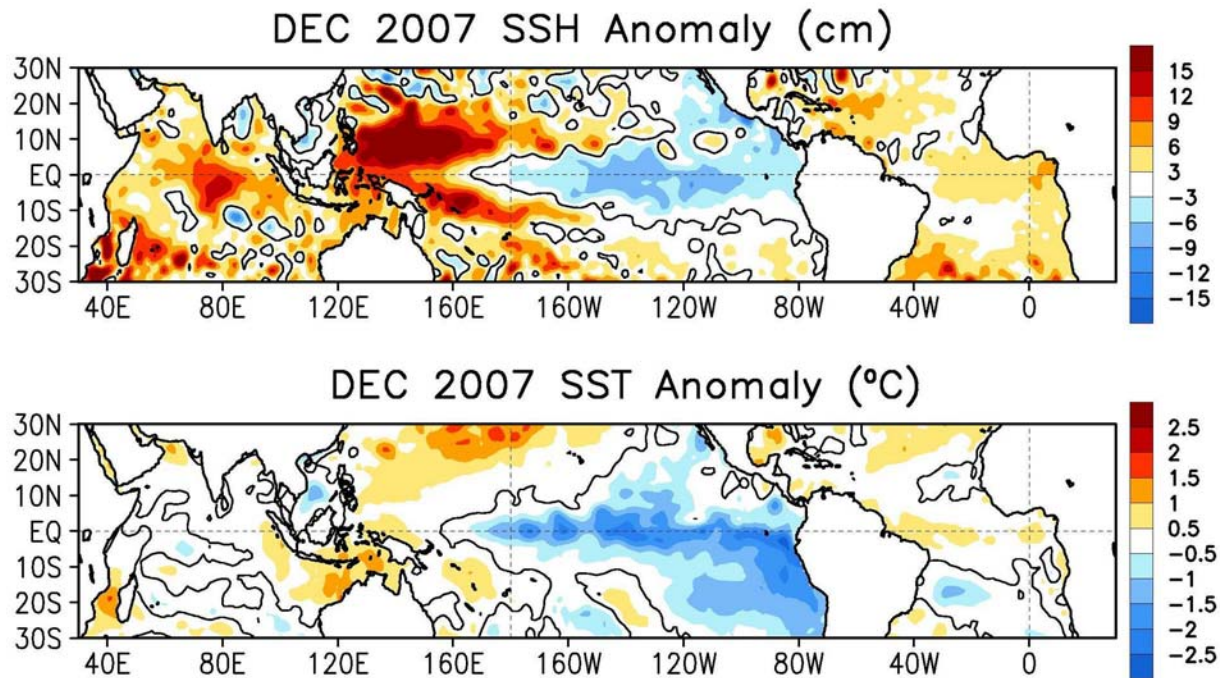 DEC 2007 SSH Anomaly (cm)
30N
20N
10N
EQ
10S
20S
30S
40E 80E 120E 160E 160W 120W 80W 40W 0
15
12
9
6
3
-3
-6
-9
-12
-15
DEC 2007 SST Anomaly (°C)
30N
20N
10N
EQ
10S
20S
30S
40E 80E 120E 160E 160W 120W 80W 40W 0
2.5
2
1.5
1
0.5
-0.5
-1
-1.5
-2
-2.5